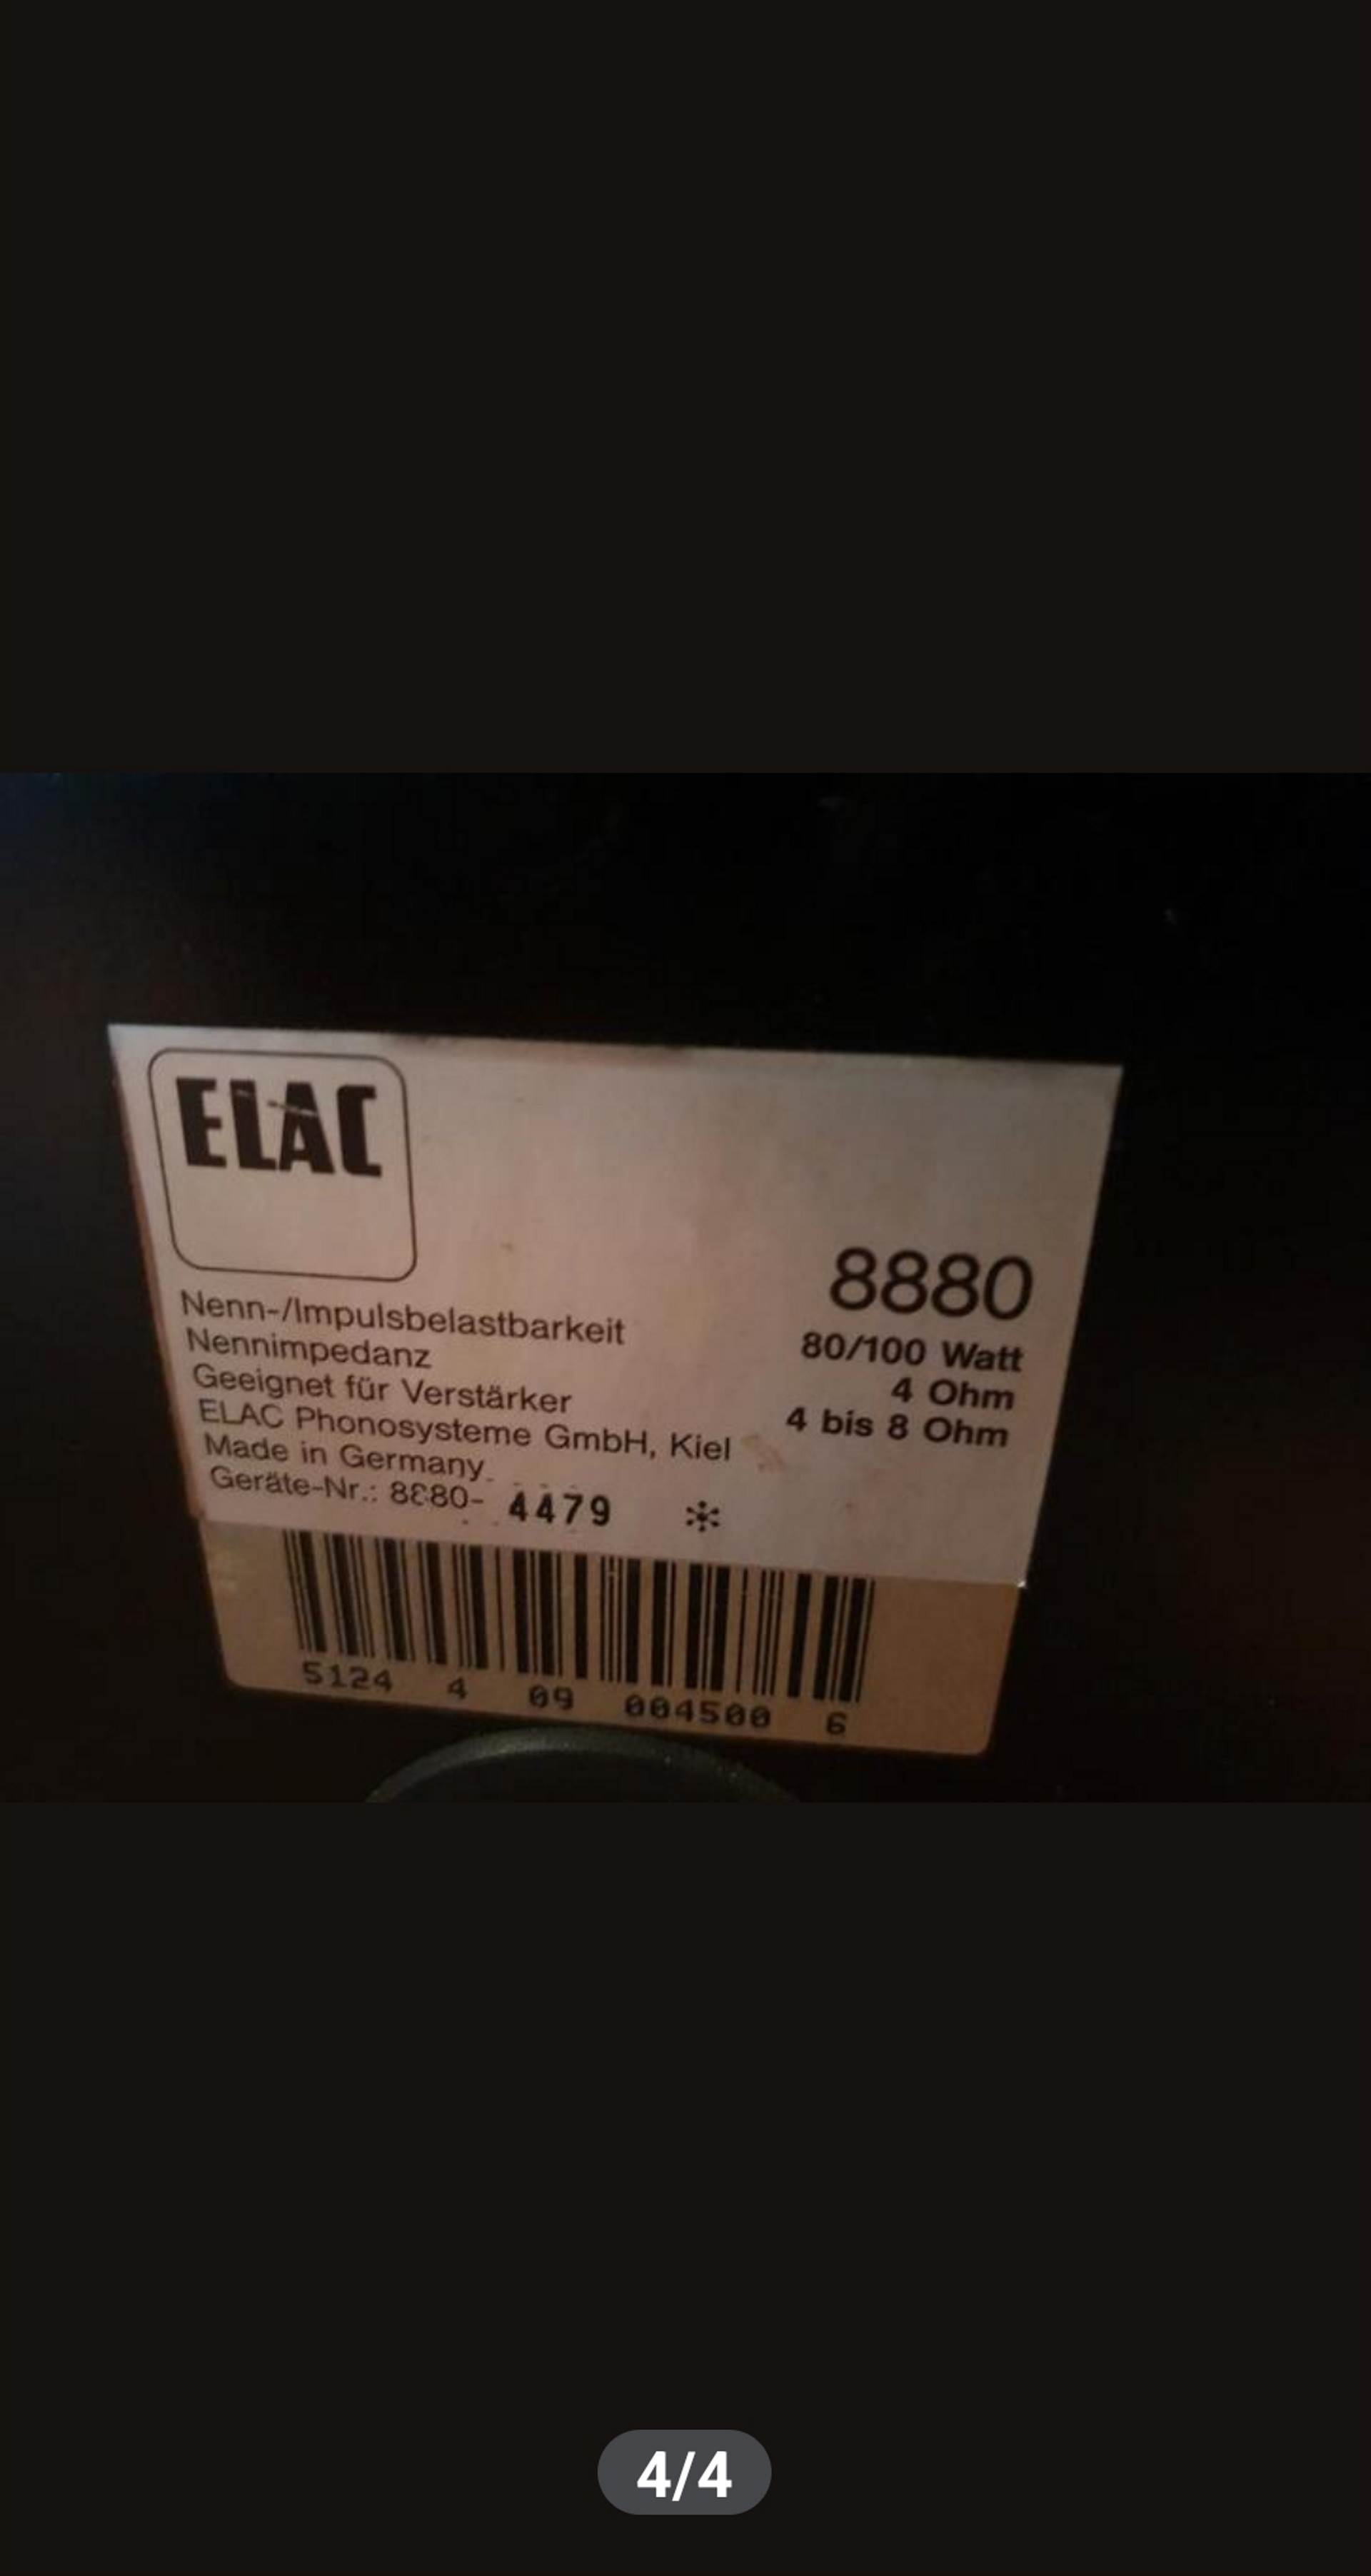 ELAC
8880
Nenn-/Impulsbelastbarkeit 80/100 Watt
Nennimpedanz 4 Ohm
Geeignet für Verstärker 4 bis 8 Ohm
ELAC Phonosysteme GmbH, Kiel
Made in Germany
Geräte-Nr.: 8880- 4479 *
5124 4 09 004500 6
4/4